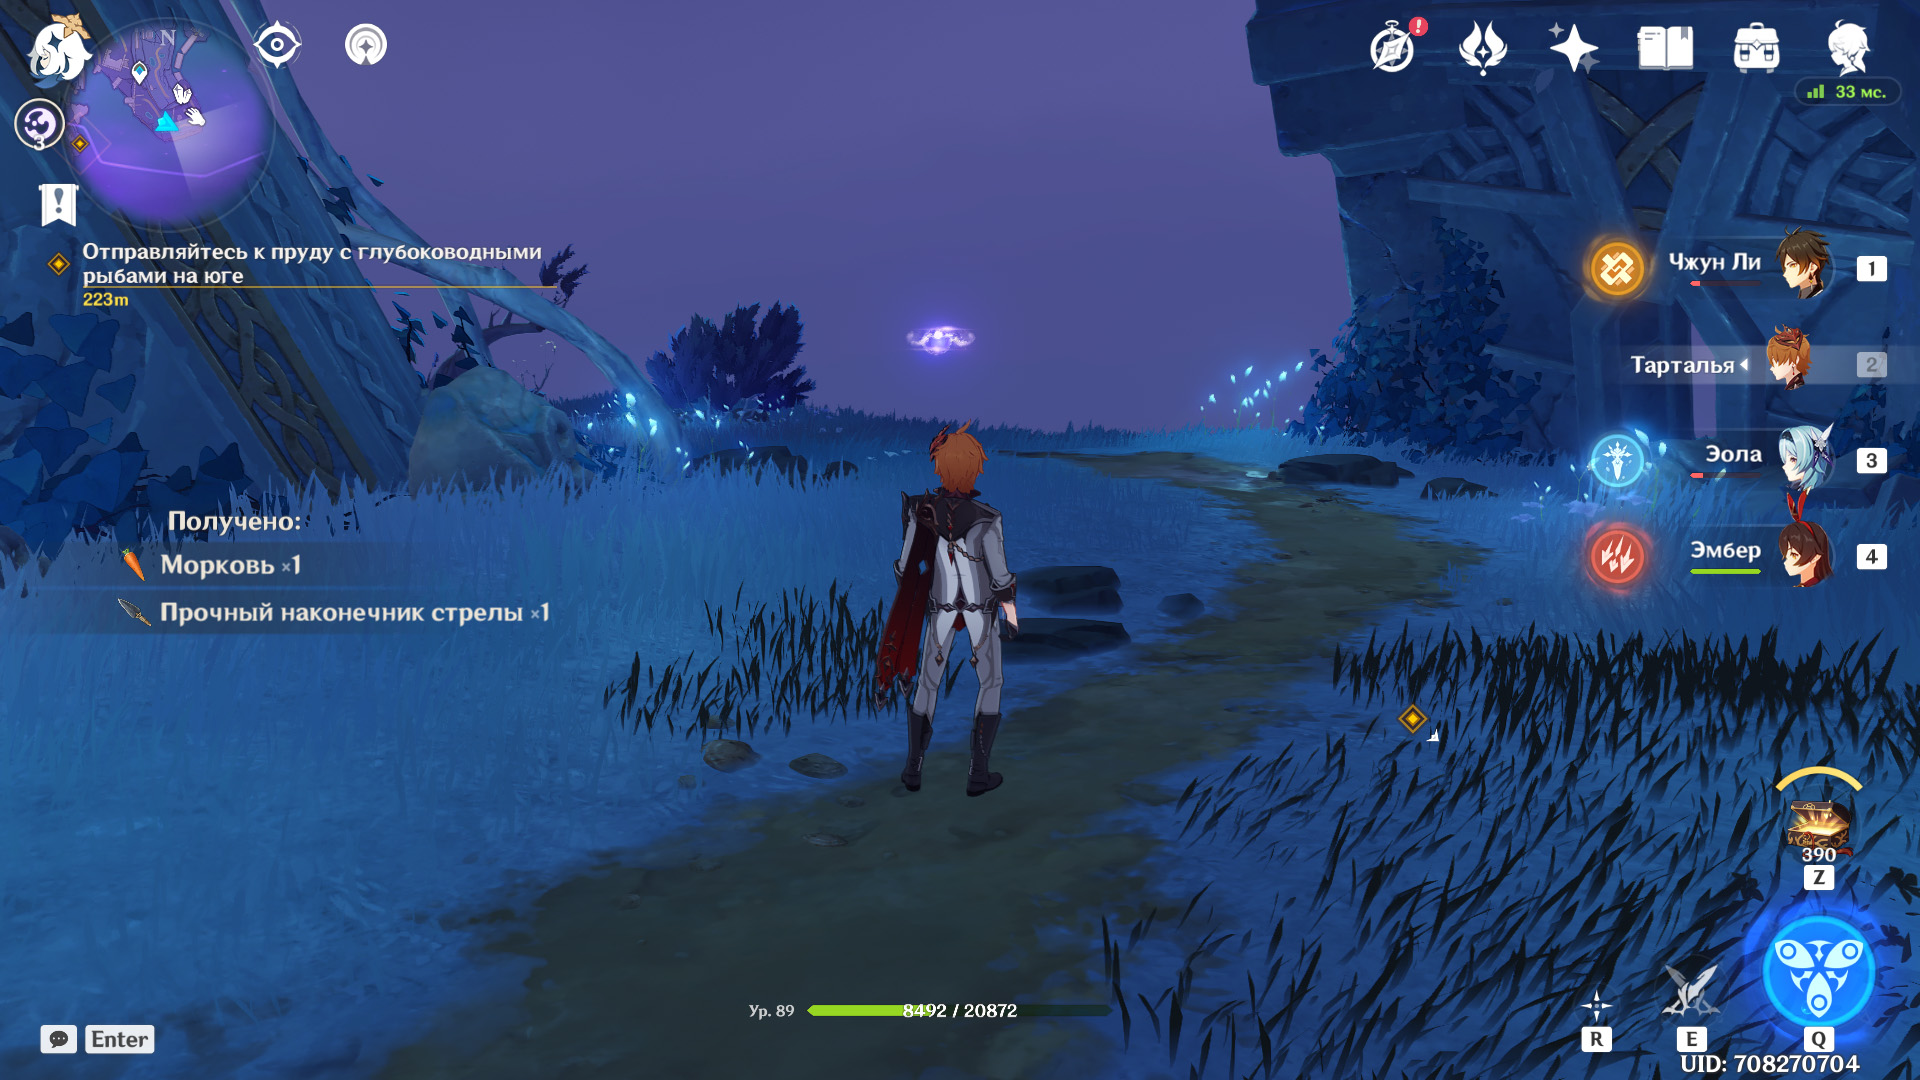 N
33 мс.
3
Отправляйтесь к пруду с глубоководными
рыбами на юге
223m
Чжун Ли
1
Тарталья
2
Эола
3
Эмбер
4
Получено:
Морковь ×1
Прочный наконечник стрелы ×1
390
Z
Ур. 89
8492 / 20872
Enter
R
E
Q
UID: 708270704